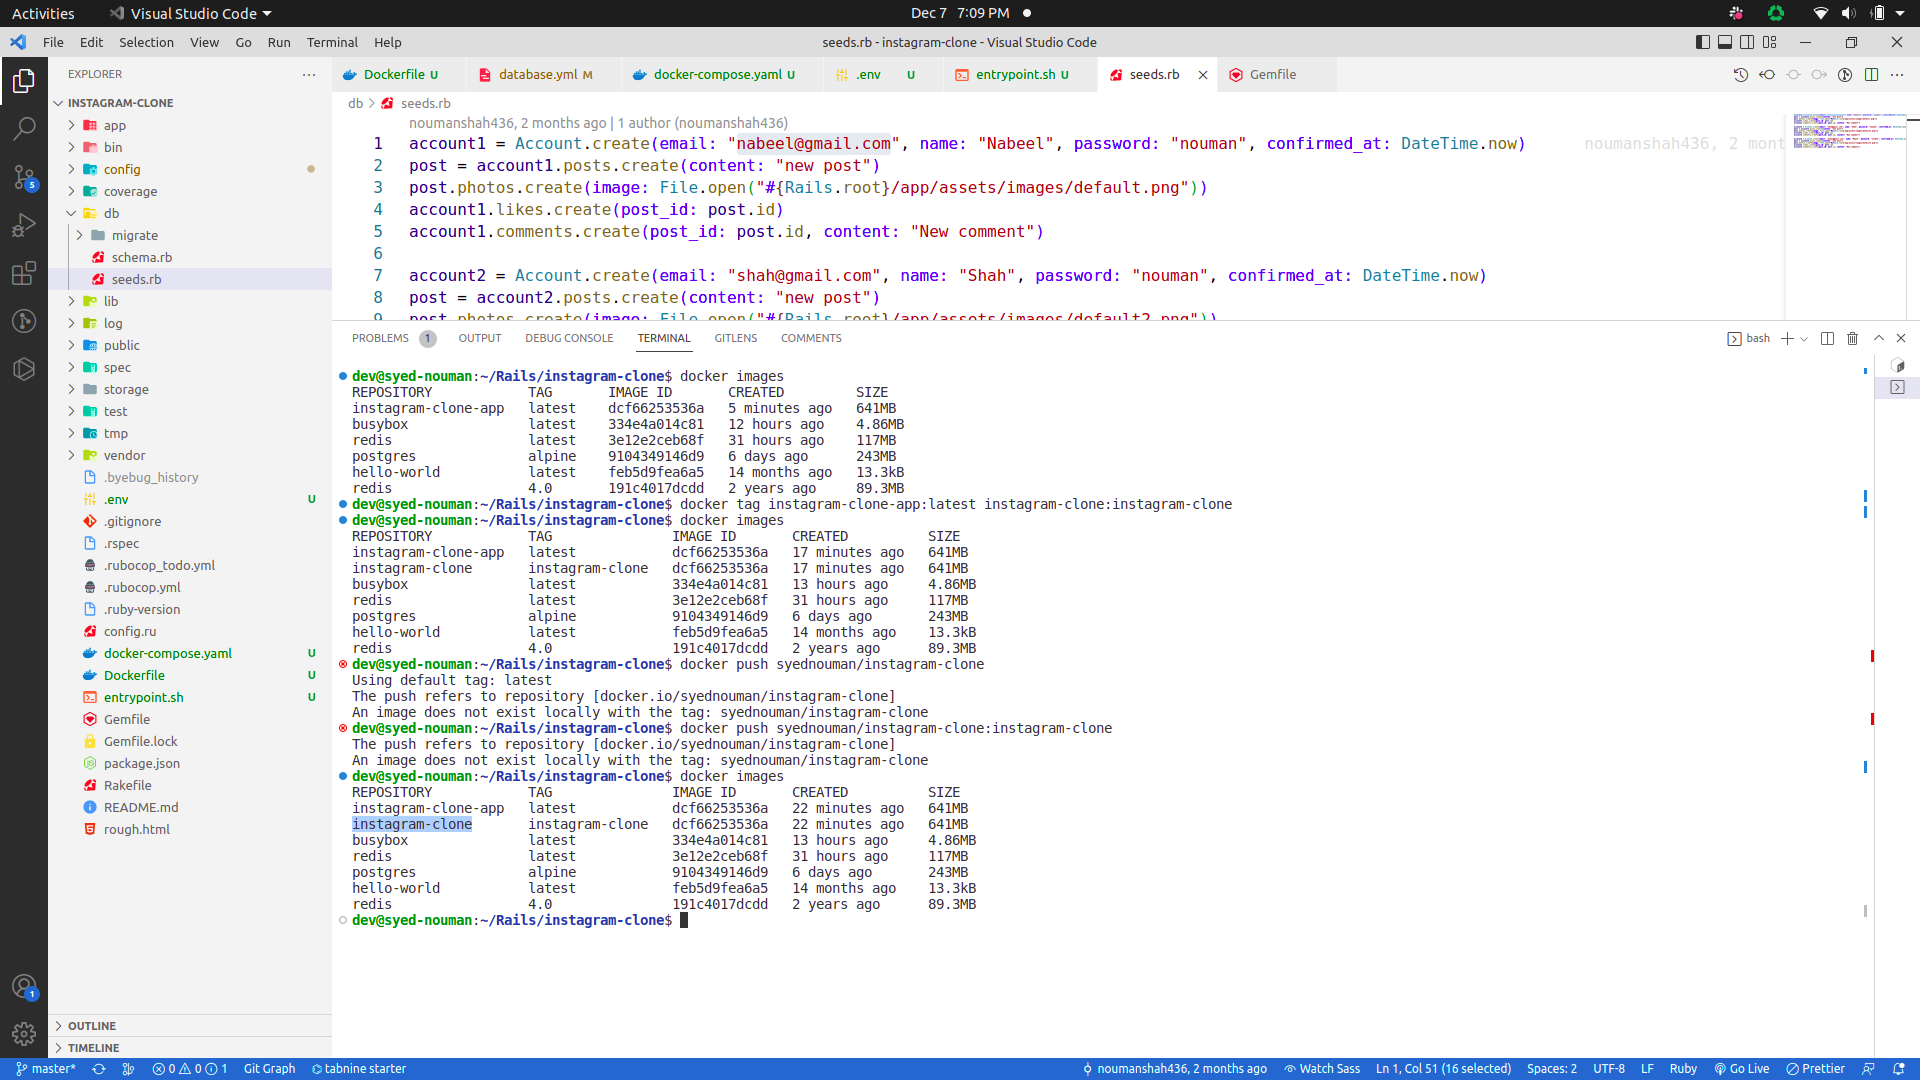 Activities
Visual Studio Code
Dec 7 7:09 PM
File Edit Selection View Go Run Terminal Help
seeds.rb - instagram-clone - Visual Studio Code
EXPLORER
INSTAGRAM-CLONE
app
bin
config
coverage
db
migrate
schema.rb
seeds.rb
lib
log
public
spec
storage
test
tmp
vendor
.byebug_history
.env U
.gitignore
.rspec
.rubocop_todo.yml
.rubocop.yml
.ruby-version
config.ru
docker-compose.yaml U
Dockerfile U
entrypoint.sh U
Gemfile
Gemfile.lock
package.json
Rakefile
README.md
rough.html
OUTLINE
TIMELINE
5
1
Dockerfile U database.yml M docker-compose.yaml U .env U entrypoint.sh U seeds.rb Gemfile
db > seeds.rb
noumanshah436, 2 months ago | 1 author (noumanshah436)
1 account1 = Account.create(email: "nabeel@gmail.com", name: "Nabeel", password: "nouman", confirmed_at: DateTime.now) noumanshah436, 2 mont
2 post = account1.posts.create(content: "new post")
3 post.photos.create(image: File.open("#{Rails.root}/app/assets/images/default.png"))
4 account1.likes.create(post_id: post.id)
5 account1.comments.create(post_id: post.id, content: "New comment")
6
7 account2 = Account.create(email: "shah@gmail.com", name: "Shah", password: "nouman", confirmed_at: DateTime.now)
8 post = account2.posts.create(content: "new post")
9 post.photos.create(image: File.open("#{Rails.root}/app/assets/images/default2.png"))
PROBLEMS 1 OUTPUT DEBUG CONSOLE TERMINAL GITLENS COMMENTS
bash
dev@syed-nouman:~/Rails/instagram-clone$ docker images
REPOSITORY TAG IMAGE ID CREATED SIZE
instagram-clone-app latest dcf66253536a 5 minutes ago 641MB
busybox latest 334e4a014c81 12 hours ago 4.86MB
redis latest 3e12e2ceb68f 31 hours ago 117MB
postgres alpine 9104349146d9 6 days ago 243MB
hello-world latest feb5d9fea6a5 14 months ago 13.3kB
redis 4.0 191c4017dcdd 2 years ago 89.3MB
dev@syed-nouman:~/Rails/instagram-clone$ docker tag instagram-clone-app:latest instagram-clone:instagram-clone
dev@syed-nouman:~/Rails/instagram-clone$ docker images
REPOSITORY TAG IMAGE ID CREATED SIZE
instagram-clone-app latest dcf66253536a 17 minutes ago 641MB
instagram-clone instagram-clone dcf66253536a 17 minutes ago 641MB
busybox latest 334e4a014c81 13 hours ago 4.86MB
redis latest 3e12e2ceb68f 31 hours ago 117MB
postgres alpine 9104349146d9 6 days ago 243MB
hello-world latest feb5d9fea6a5 14 months ago 13.3kB
redis 4.0 191c4017dcdd 2 years ago 89.3MB
dev@syed-nouman:~/Rails/instagram-clone$ docker push syednouman/instagram-clone
Using default tag: latest
The push refers to repository [docker.io/syednouman/instagram-clone]
An image does not exist locally with the tag: syednouman/instagram-clone
dev@syed-nouman:~/Rails/instagram-clone$ docker push syednouman/instagram-clone:instagram-clone
The push refers to repository [docker.io/syednouman/instagram-clone]
An image does not exist locally with the tag: syednouman/instagram-clone
dev@syed-nouman:~/Rails/instagram-clone$ docker images
REPOSITORY TAG IMAGE ID CREATED SIZE
instagram-clone-app latest dcf66253536a 22 minutes ago 641MB
instagram-clone instagram-clone dcf66253536a 22 minutes ago 641MB
busybox latest 334e4a014c81 13 hours ago 4.86MB
redis latest 3e12e2ceb68f 31 hours ago 117MB
postgres alpine 9104349146d9 6 days ago 243MB
hello-world latest feb5d9fea6a5 14 months ago 13.3kB
redis 4.0 191c4017dcdd 2 years ago 89.3MB
dev@syed-nouman:~/Rails/instagram-clone$
master* 0 0 1 Git Graph tabnine starter noumanshah436, 2 months ago Watch Sass Ln 1, Col 51 (16 selected) Spaces: 2 UTF-8 LF Ruby Go Live Prettier